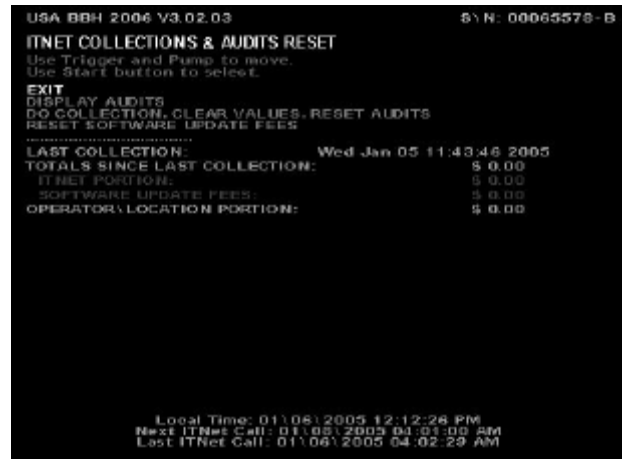 USA BBH 2006 V3.02.03 S\N: 00065578-B
ITNET COLLECTIONS & AUDITS RESET
Use Trigger and Pump to move.
Use Start button to select.
EXIT
DISPLAY AUDITS
DO COLLECTION, CLEAR VALUES, RESET AUDITS
RESET SOFTWARE UPDATE FEES
LAST COLLECTION: Wed Jan 05 11:43:46 2005
TOTALS SINCE LAST COLLECTION: $ 0.00
ITNET PORTION: $ 0.00
SOFTWARE UPDATE FEES: $ 0.00
OPERATOR\LOCATION PORTION: $ 0.00
Local Time: 01\06\2005 12:12:26 PM
Next ITNet Call: 01\08\2005 04:01:00 AM
Last ITNet Call: 01\06\2005 04:02:29 AM